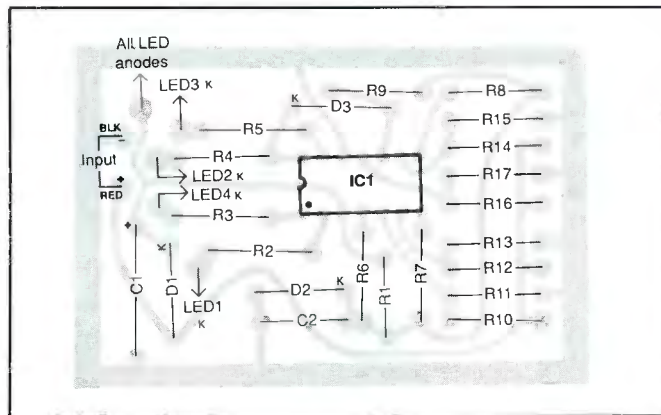 All LED
anodes
LED3 K
R9
R8
K
D3
R15
BLK
-
R5
R14
Input
R4
IC1
R17
LED2 K
+
RED
LED4 K
R16
R3
+
K
R2
R13
C1
D1
R6
R1
R7
R12
LED1
K
D2
K
R11
C2
R10